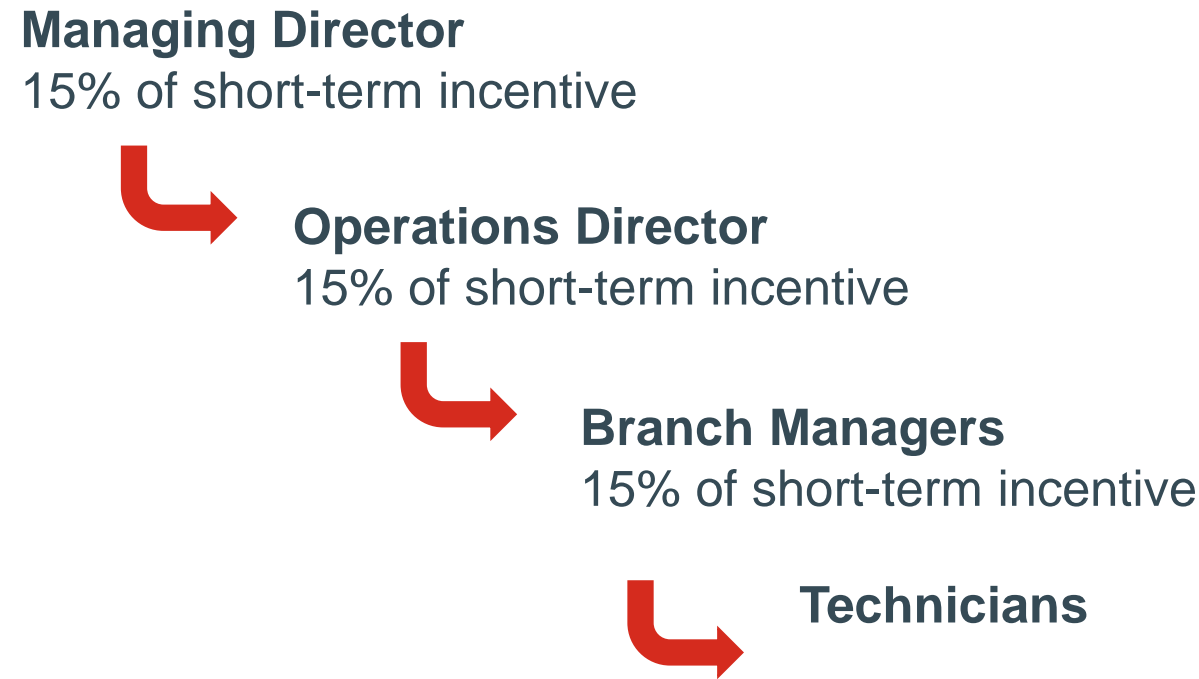 Managing Director
15% of short-term incentive
Operations Director
15% of short-term incentive
Branch Managers
15% of short-term incentive
Technicians